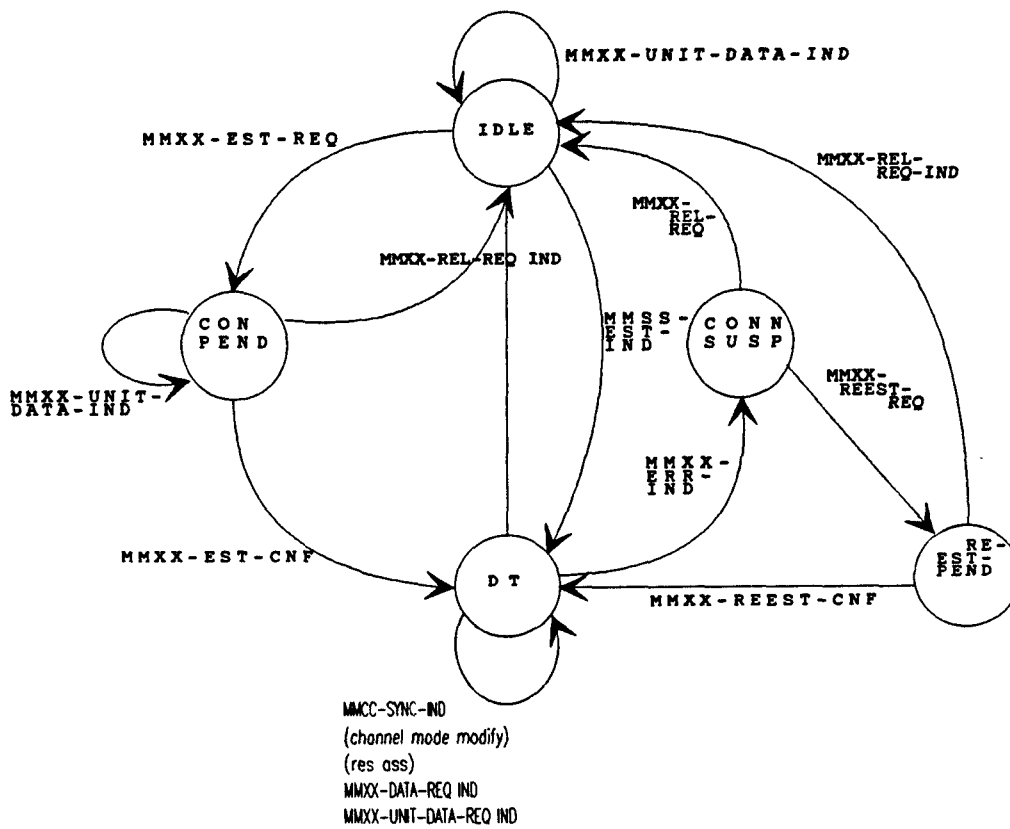 MMXX-UNIT-DATA-IND
IDLE
MMXX-EST-REQ
MMXX-REL-
REQ-IND
MMXX-
REL-
REQ
MMXX-REL-REQ IND
CON
PEND
MMSS-
EST-
IND
CONN
SUSP
MMXX-UNIT-
DATA-IND
MMXX-
REEST-
REQ
MMXX-
ERR-
IND
MMXX-EST-CNF
DT
RE-
EST-
PEND
MMXX-REEST-CNF
MMCC-SYNC-IND
(channel mode modify)
(res ass)
MMXX-DATA-REQ IND
MMXX-UNIT-DATA-REQ IND